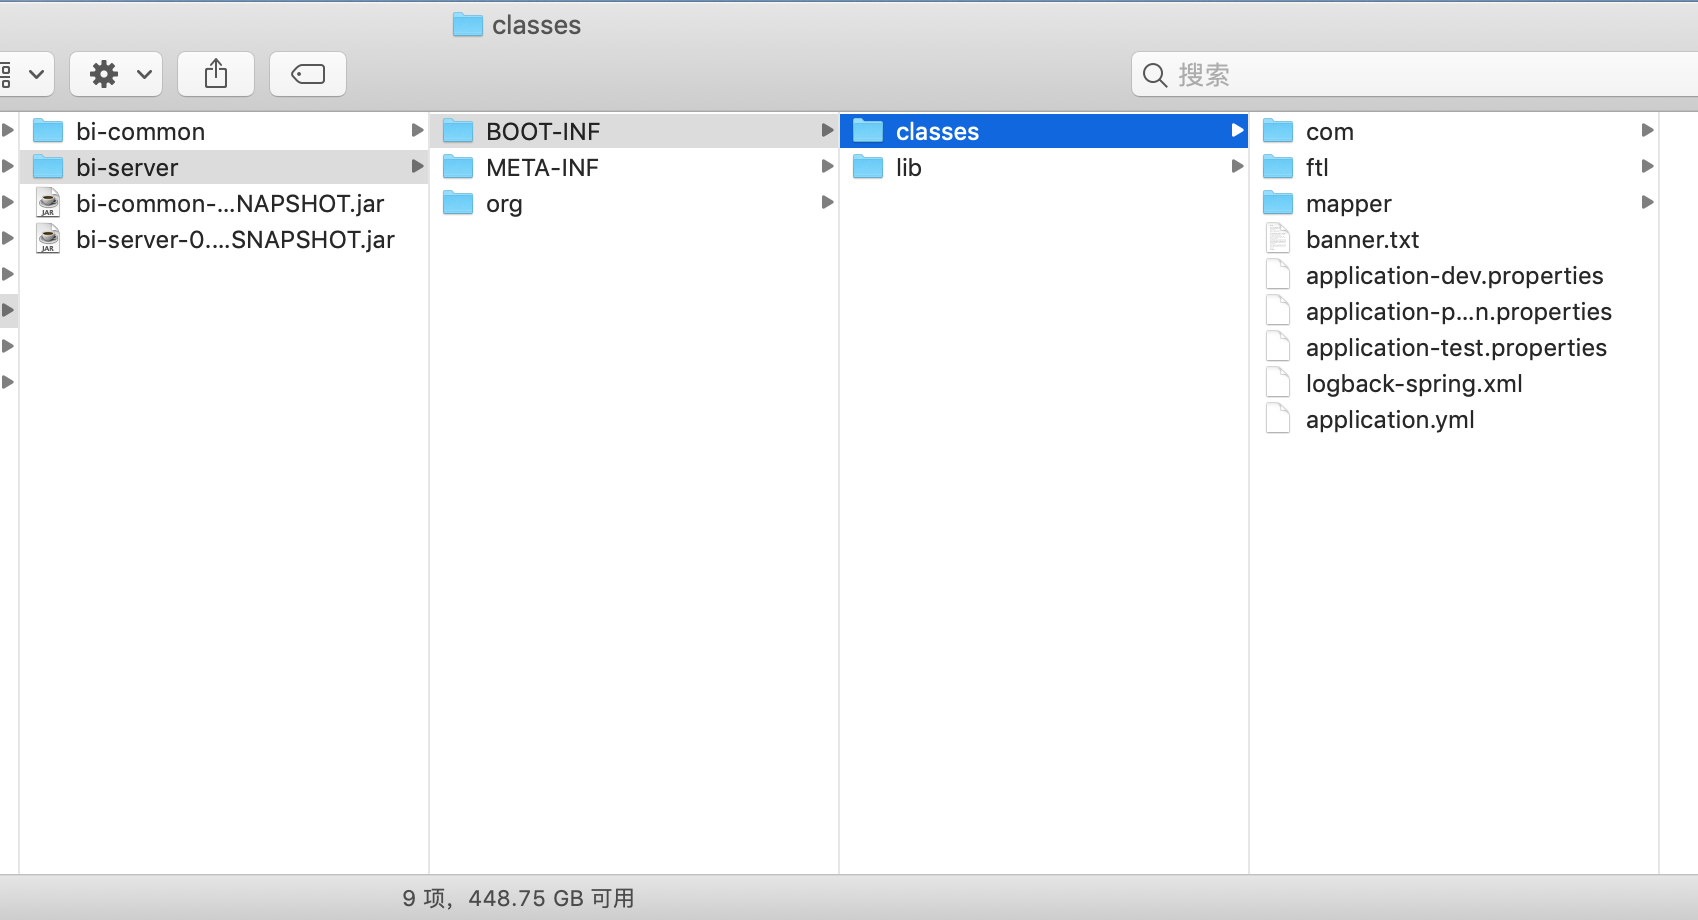 classes
搜索
bi-common
bi-server
bi-common-...NAPSHOT.jar
bi-server-0....SNAPSHOT.jar
BOOT-INF
META-INF
org
classes
lib
com
ftl
mapper
banner.txt
application-dev.properties
application-p...n.properties
application-test.properties
logback-spring.xml
application.yml
JAR
JAR
9 项，448.75 GB 可用